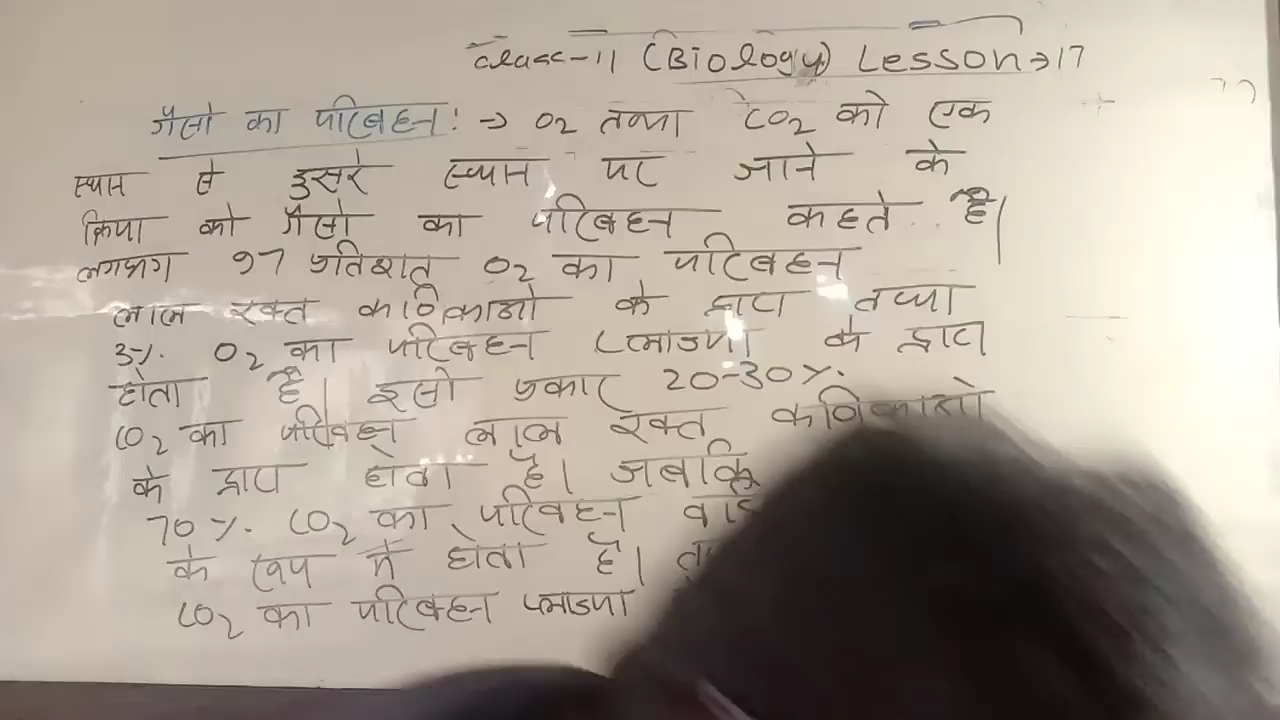 class-11 (Biology) Lesson→17
गैसो का परिवहन:→ O2 तथा CO2 को एक
स्थान से दुसरे स्थान पर जाने के
क्रिया को गैसो का परिवहन कहते है|
लगभग 97 प्रतिशत O2 का परिवहन
लाल रक्त कणिकाओ के द्वारा तथा
3%. O2 का परिवहन प्लाज्मा के द्वारा
होता है| इसी प्रकार 20-30%.
CO2 का परिवहन लाल रक्त कणिकाओ
के द्वारा होता है| जबकि
70%. CO2 का परिवहन
के रूप में होता है|
CO2 का परिवहन प्लाज्मा